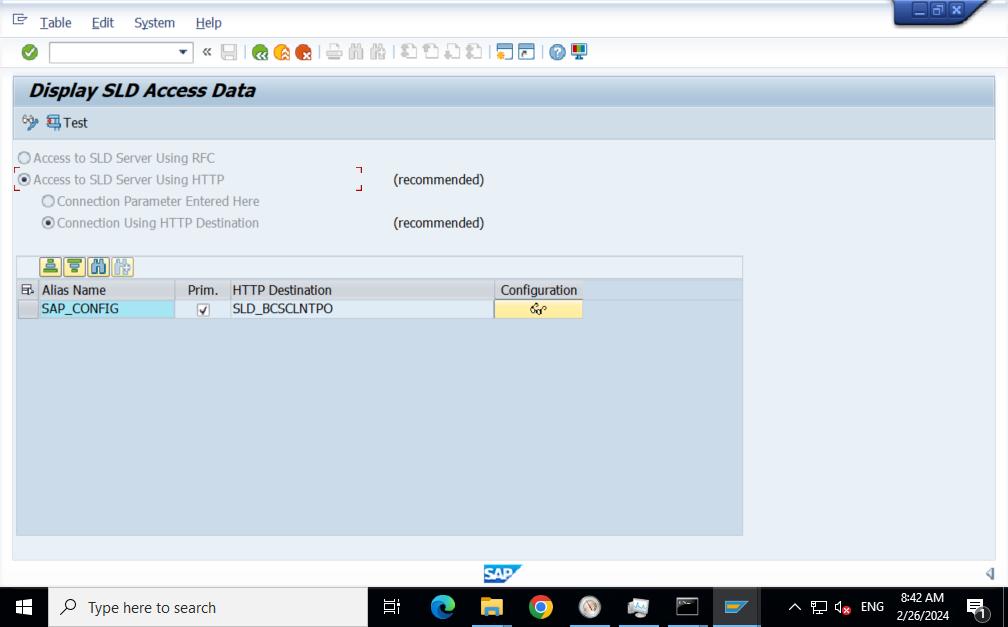 Table Edit System Help
Display SLD Access Data
Test
Access to SLD Server Using RFC
Access to SLD Server Using HTTP (recommended)
Connection Parameter Entered Here
Connection Using HTTP Destination (recommended)
Alias Name Prim. HTTP Destination Configuration
SAP_CONFIG SLD_BCSCLNTPO
SAP
Type here to search
ENG
8:42 AM
2/26/2024
1